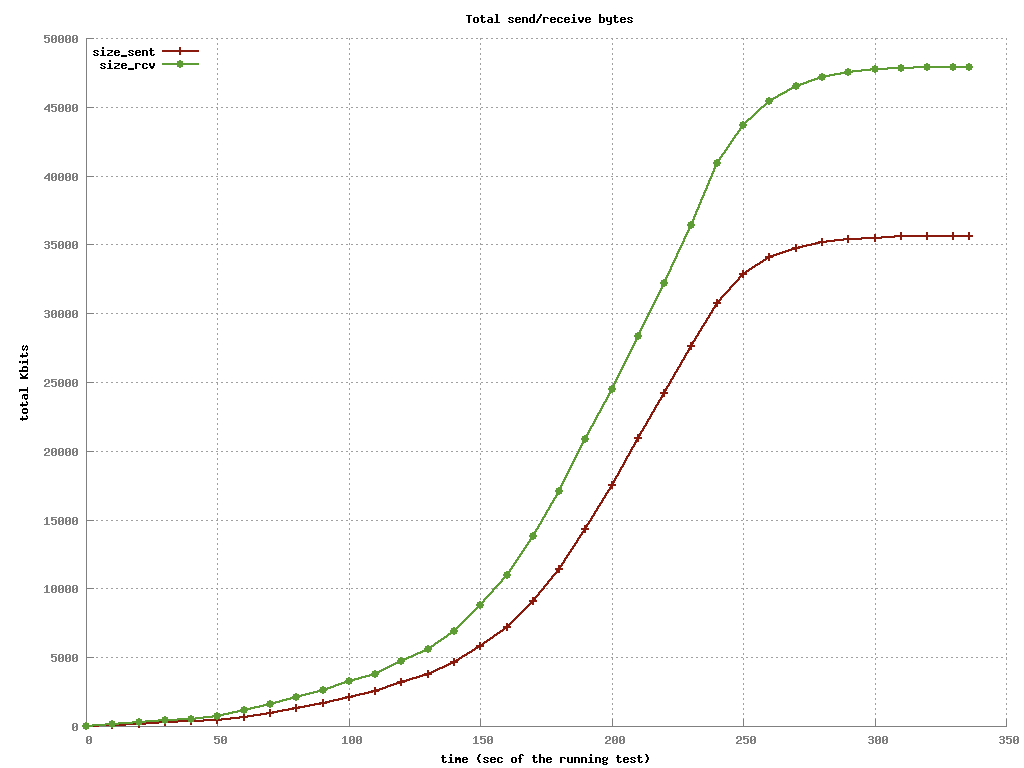 Total send/receive bytes
50000
size_sent
size_rcv
45000
40000
35000
30000
total Kbits
25000
20000
15000
10000
5000
0
0 50 100 150 200 250 300 350
time (sec of the running test)